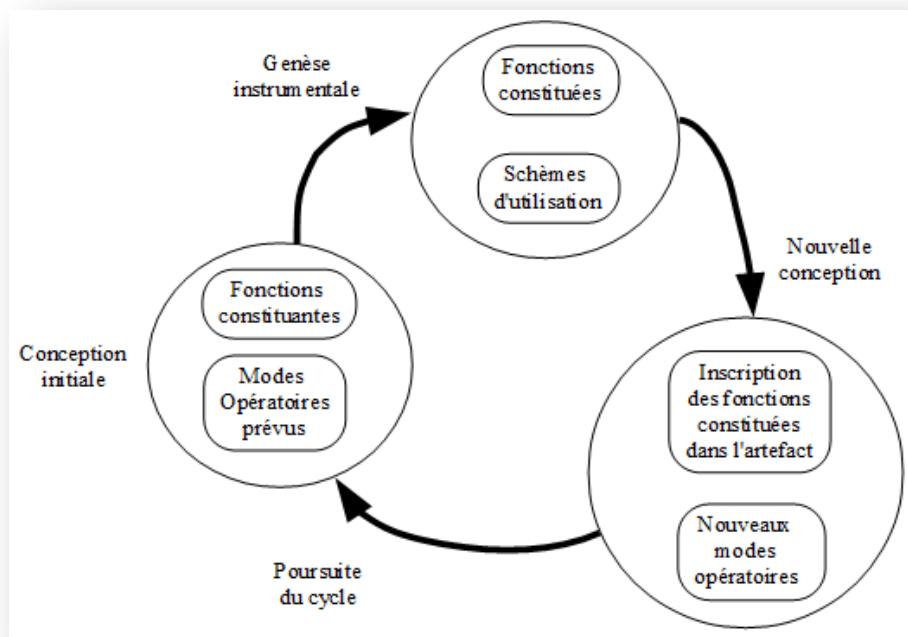 Genèse
instrumentale
Fonctions
constituées
Schèmes
d'utilisation
Nouvelle
conception
Fonctions
constituantes
Modes
Opératoires
prévus
Conception
initiale
Inscription
des fonctions
constituées
dans l'artefact
Nouveaux
modes
opératoires
Poursuite
du cycle